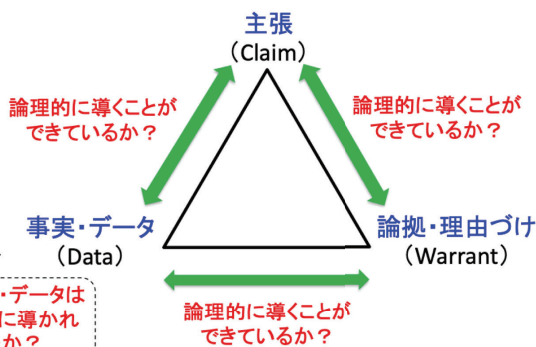 主張
(Claim)
論理的に導くことが
できているか？
論理的に導くことが
できているか？
事実・データ
(Data)
論拠・理由づけ
(Warrant)
・データは
に導かれ
か？
論理的に導くことが
できているか？